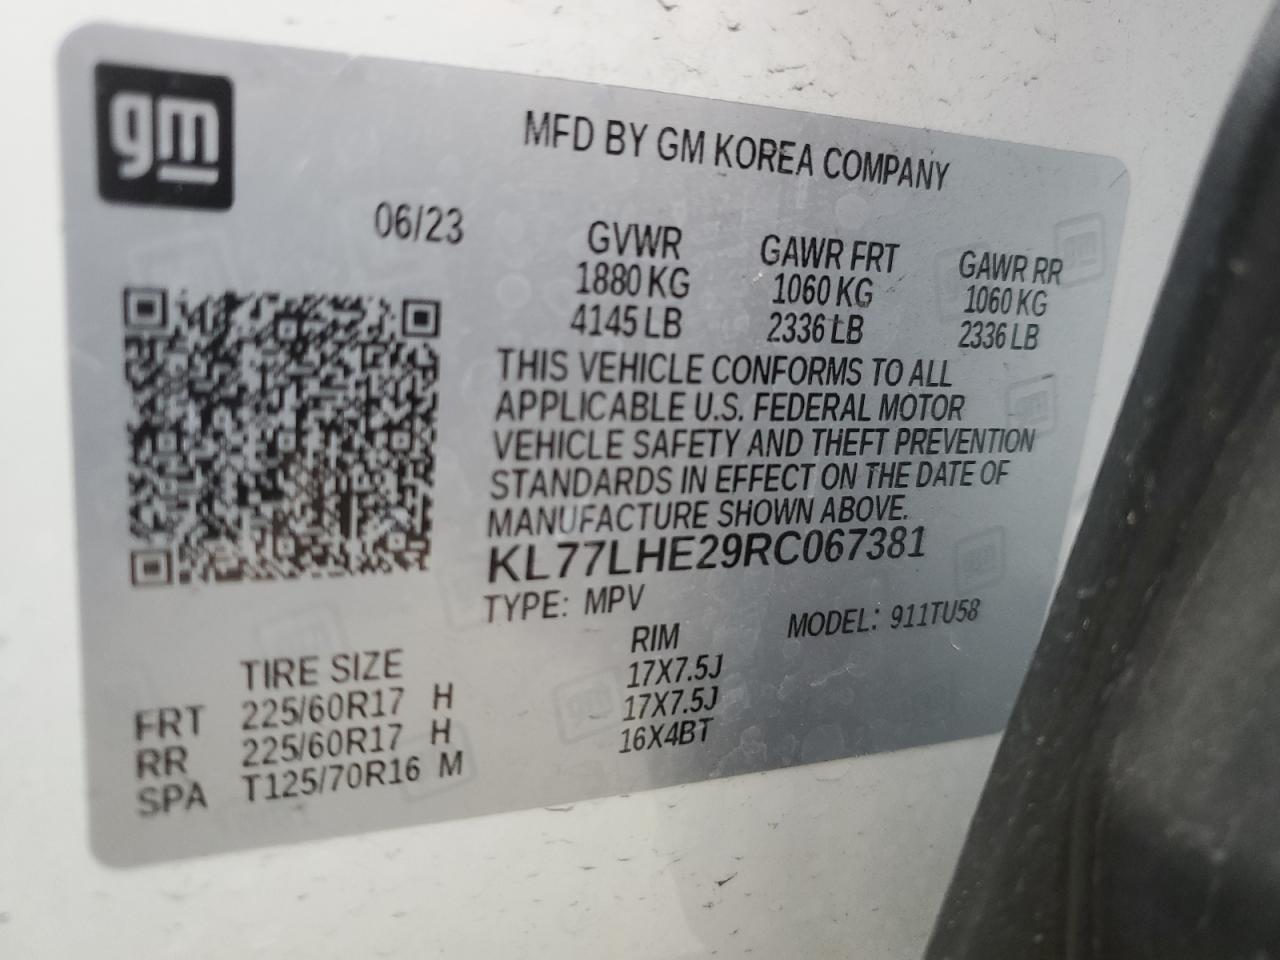 gm
MFD BY GM KOREA COMPANY
06/23 GVWR GAWR FRT GAWR RR
1880 KG 1060 KG 1060 KG
4145 LB 2336 LB 2336 LB
THIS VEHICLE CONFORMS TO ALL
APPLICABLE U.S. FEDERAL MOTOR
VEHICLE SAFETY AND THEFT PREVENTION
STANDARDS IN EFFECT ON THE DATE OF
MANUFACTURE SHOWN ABOVE.
KL77LHE29RC067381
TYPE: MPV MODEL: 911TU58
TIRE SIZE RIM
FRT 225/60R17 H 17X7.5J
RR 225/60R17 H 17X7.5J
SPA T125/70R16 M 16X4BT